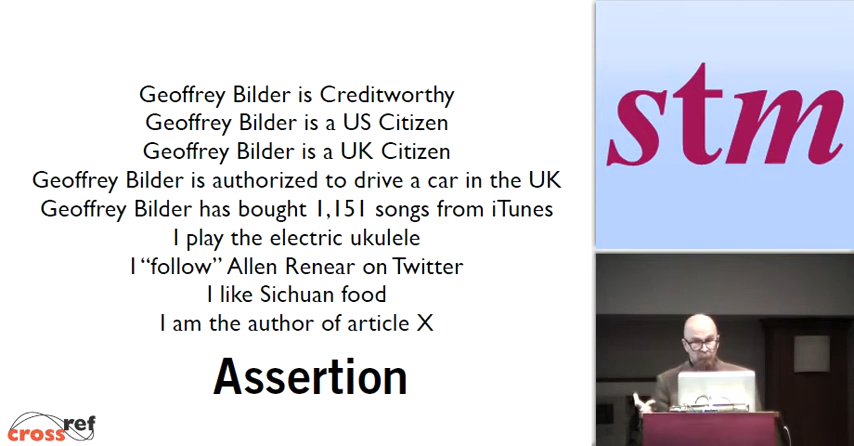 Geoffrey Bilder is Creditworthy
Geoffrey Bilder is a US Citizen
Geoffrey Bilder is a UK Citizen
Geoffrey Bilder is authorized to drive a car in the UK
Geoffrey Bilder has bought 1,151 songs from iTunes
I play the electric ukulele
I “follow” Allen Renear on Twitter
I like Sichuan food
I am the author of article X
Assertion
crossref
stm